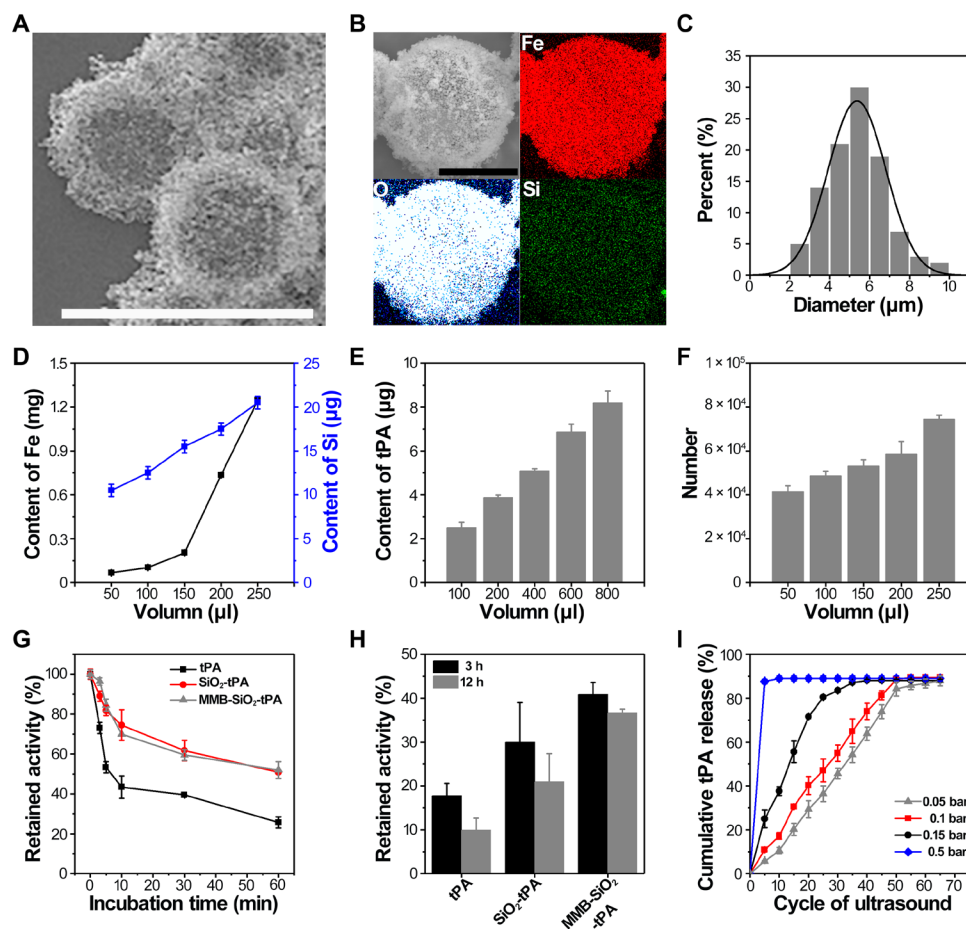 A
B
Fe
O
Si
C
Percent (%)
35
30
25
20
15
10
5
0
0 2 4 6 8 10
Diameter (µm)
D
Content of Fe (mg)
1.5
1.2
0.9
0.6
0.3
0
25
20
15
10
5
0
Content of Si (µg)
50 100 150 200 250
Volumn (µl)
E
Content of tPA (µg)
10
8
6
4
2
0
100 200 400 600 800
Volumn (µl)
F
Number
1 × 10⁵
8 × 10⁴
6 × 10⁴
4 × 10⁴
2 × 10⁴
0
50 100 150 200 250
Volumn (µl)
G
Retained activity (%)
100
80
60
40
20
0
tPA
SiO₂-tPA
MMB-SiO₂-tPA
0 10 20 30 40 50 60
Incubation time (min)
H
Retained activity (%)
50
40
30
20
10
0
3 h
12 h
tPA
SiO₂-tPA
MMB-SiO₂
-tPA
I
Cumulative tPA release (%)
100
90
80
70
60
50
40
30
20
10
0
0.05 bar
0.1 bar
0.15 bar
0.5 bar
0 10 20 30 40 50 60 70
Cycle of ultrasound